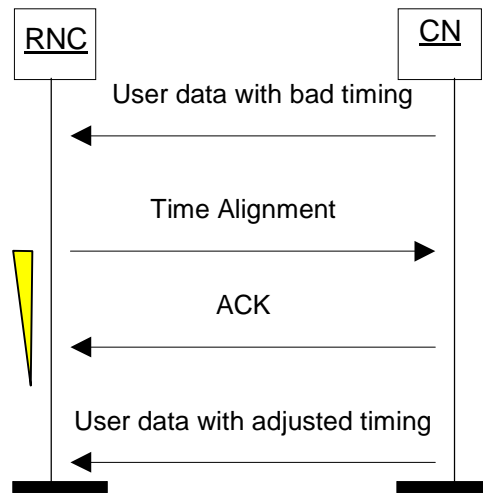 RNC
CN
User data with bad timing
Time Alignment
ACK
User data with adjusted timing